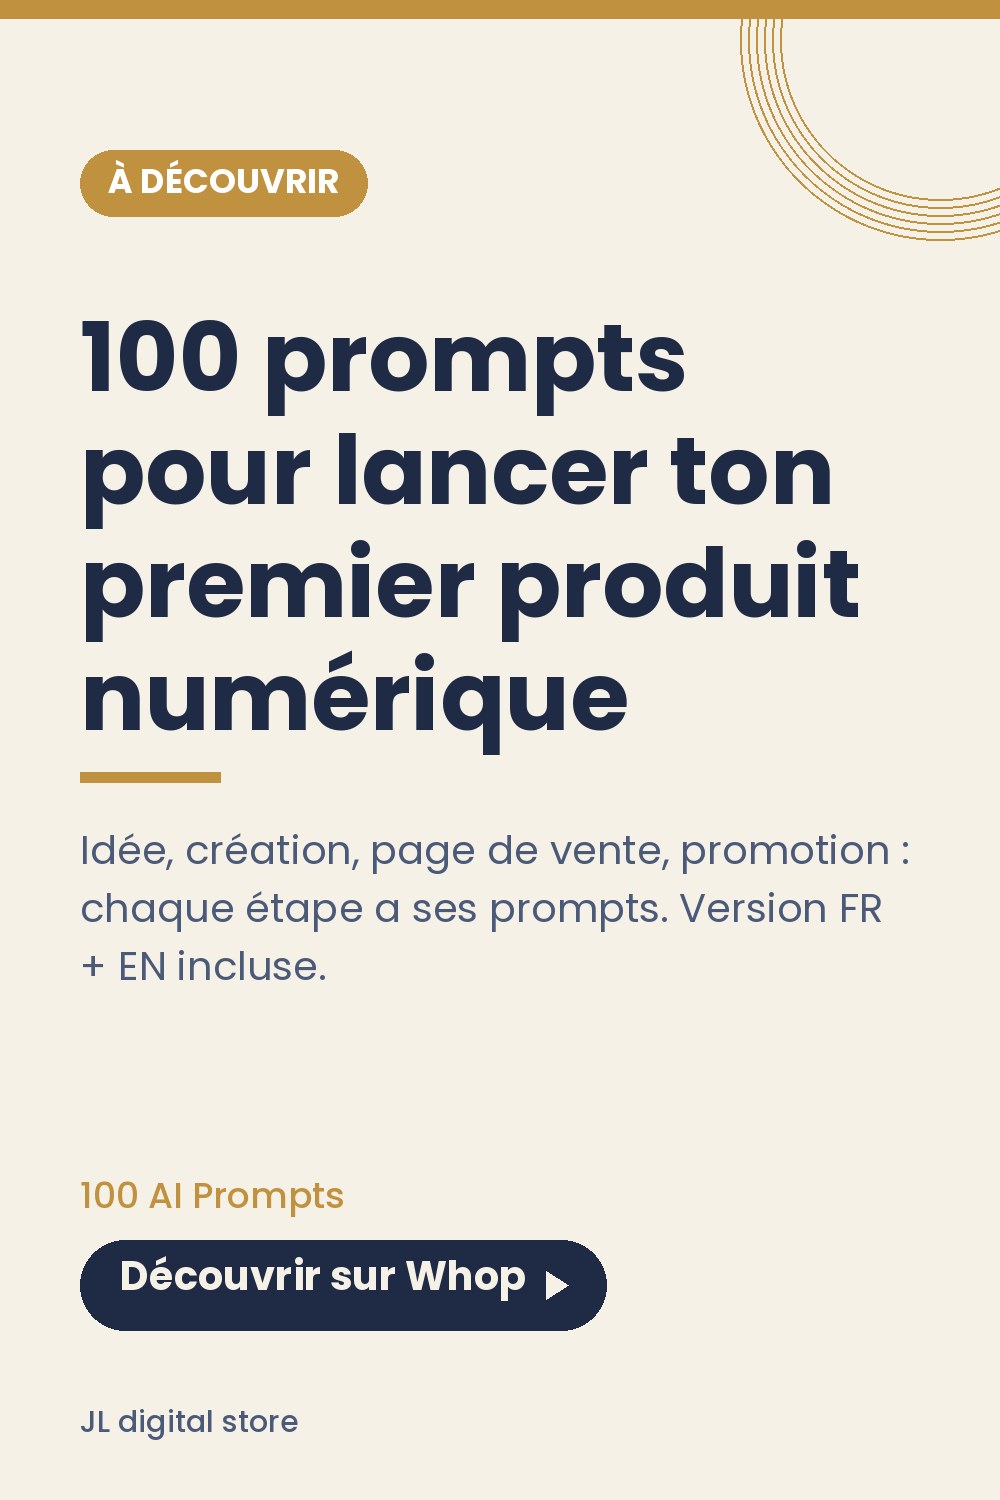 À DÉCOUVRIR
100 prompts
pour lancer ton
premier produit
numérique
Idée, création, page de vente, promotion :
chaque étape a ses prompts. Version FR
+ EN incluse.
100 AI Prompts
Découvrir sur Whop
JL digital store